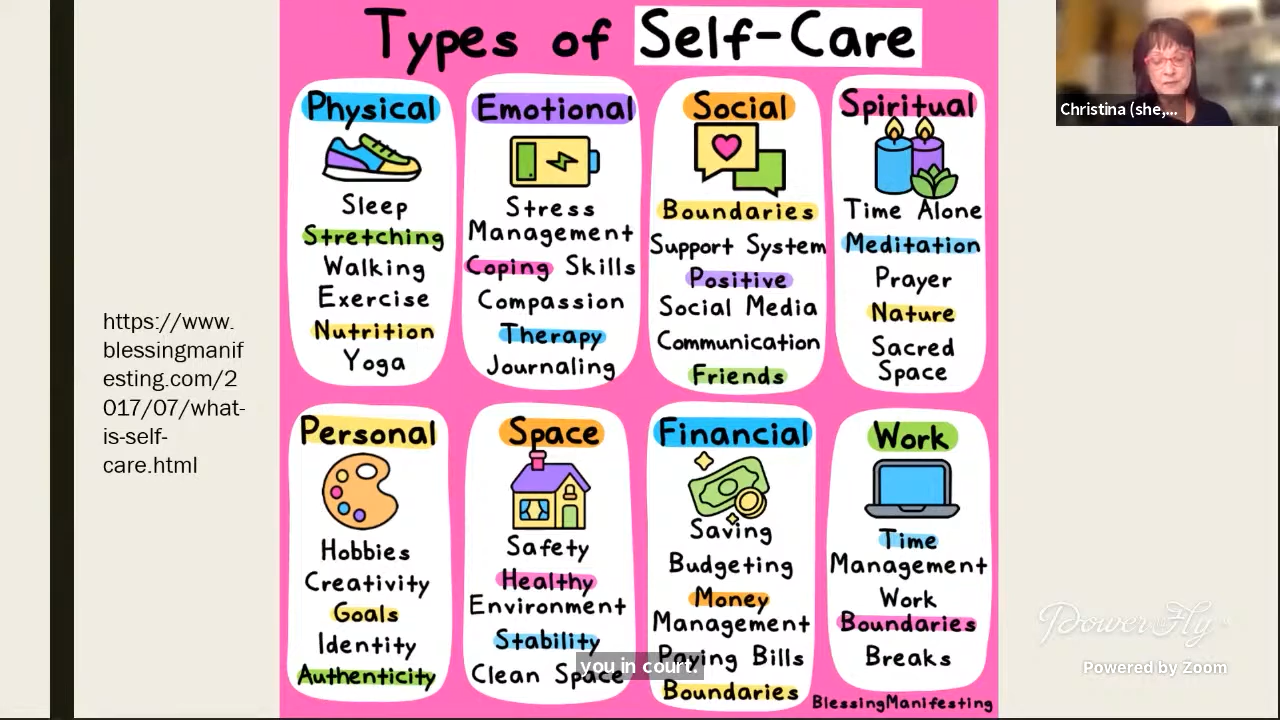 Types of Self-Care
Physical
Sleep
Stretching
Walking
Exercise
Nutrition
Yoga
Emotional
Stress
Management
Coping Skills
Compassion
Therapy
Journaling
Social
Boundaries
Support System
Positive
Social Media
Communication
Friends
Spiritual
Time Alone
Meditation
Prayer
Nature
Sacred
Space
Personal
Hobbies
Creativity
Goals
Identity
Authenticity
Space
Safety
Healthy
Environment
Stability
Clean Space
Financial
Saving
Budgeting
Money
Management
Paying Bills
Boundaries
Work
Time
Management
Work
Boundaries
Breaks
BlessingManifesting
https://www.
blessingmanif
esting.com/2
017/07/what-
is-self-
care.html
Christina (she,...
you in court.
Power to Fly
Powered by Zoom